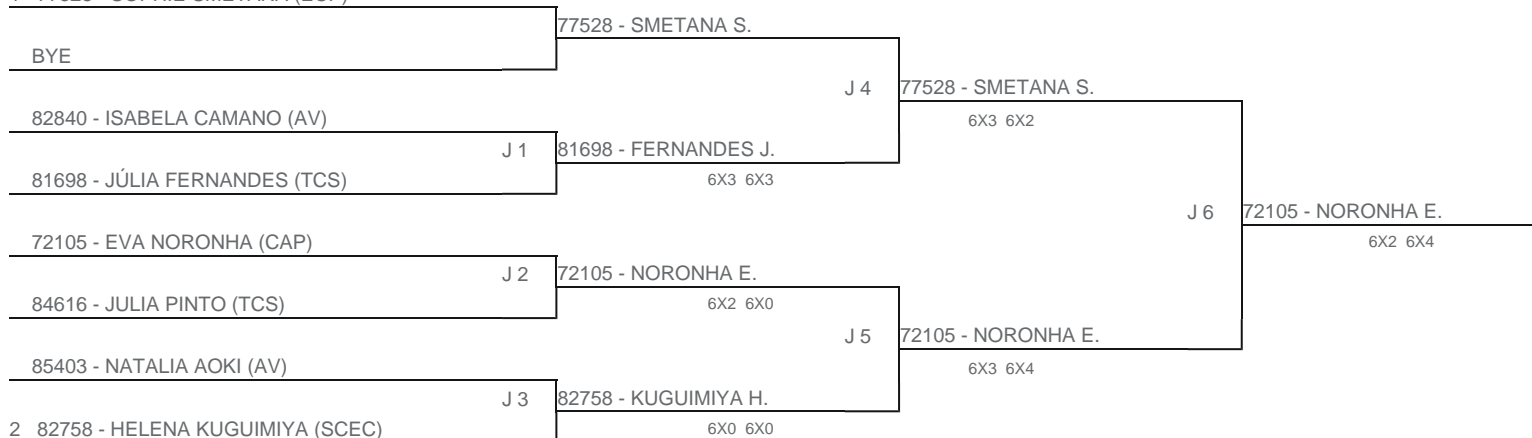 77528 - SMETANA S.
BYE
J 4
77528 - SMETANA S.
82840 - ISABELA CAMANO (AV)
6X3 6X2
J 1
81698 - FERNANDES J.
81698 - JÚLIA FERNANDES (TCS)
6X3 6X3
J 6
72105 - NORONHA E.
72105 - EVA NORONHA (CAP)
6X2 6X4
J 2
72105 - NORONHA E.
84616 - JULIA PINTO (TCS)
6X2 6X0
J 5
72105 - NORONHA E.
85403 - NATALIA AOKI (AV)
6X3 6X4
J 3
82758 - KUGUIMIYA H.
2 82758 - HELENA KUGUIMIYA (SCEC)
6X0 6X0